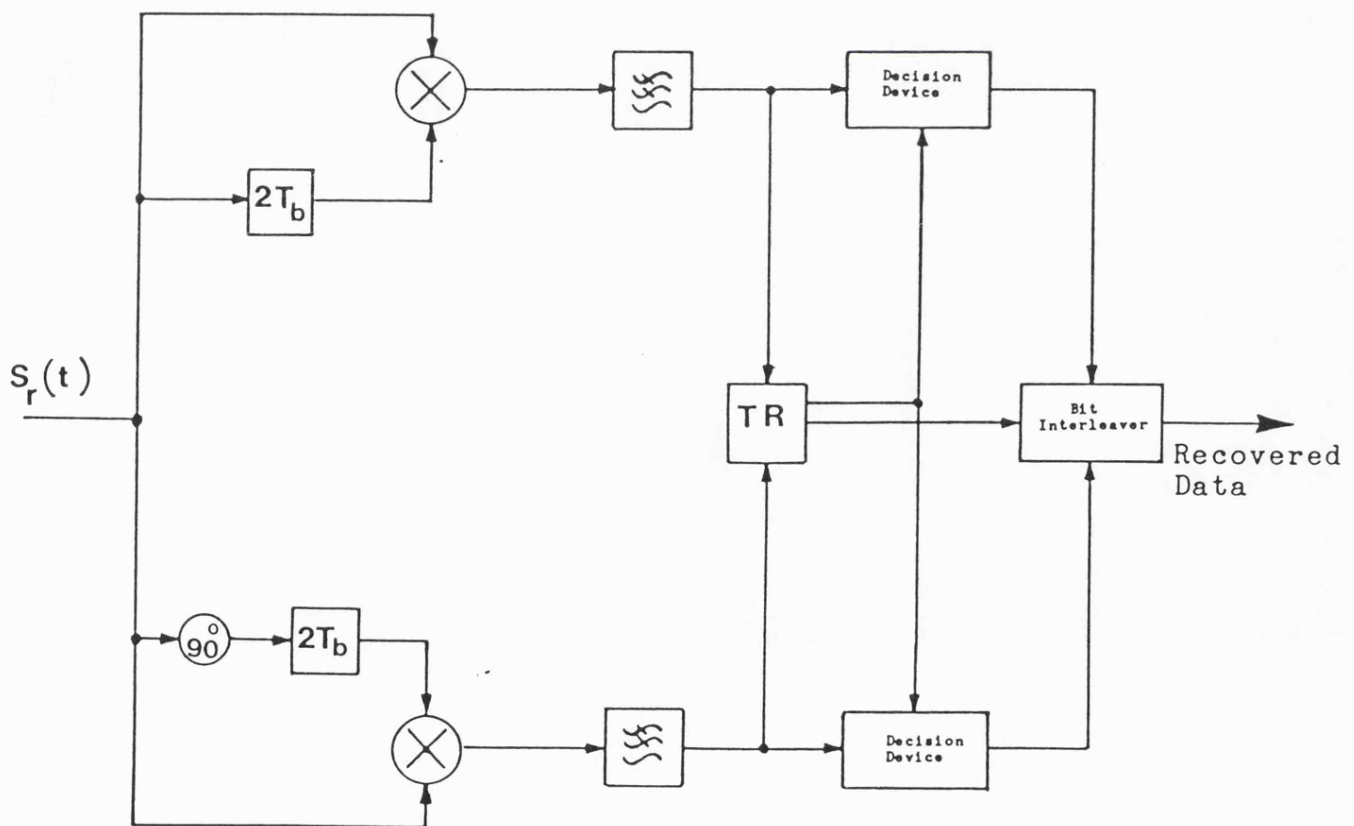 Decision
Device
2T_b
S_r(t)
TR
Bit
Interleaver
Recovered
Data
90°
2T_b
Decision
Device